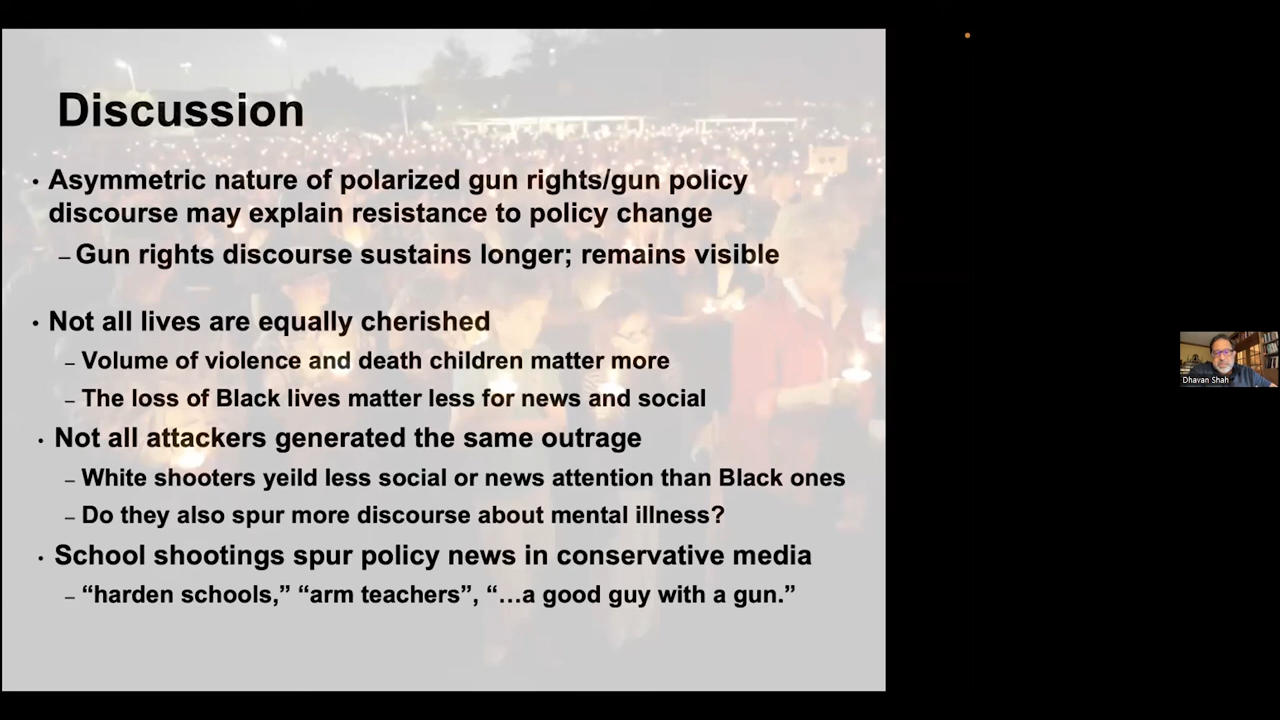 Discussion
• Asymmetric nature of polarized gun rights/gun policy
discourse may explain resistance to policy change
– Gun rights discourse sustains longer; remains visible
• Not all lives are equally cherished
– Volume of violence and death children matter more
– The loss of Black lives matter less for news and social
• Not all attackers generated the same outrage
– White shooters yeild less social or news attention than Black ones
– Do they also spur more discourse about mental illness?
• School shootings spur policy news in conservative media
– “harden schools,” “arm teachers”, “…a good guy with a gun.”
Dhavan Shah